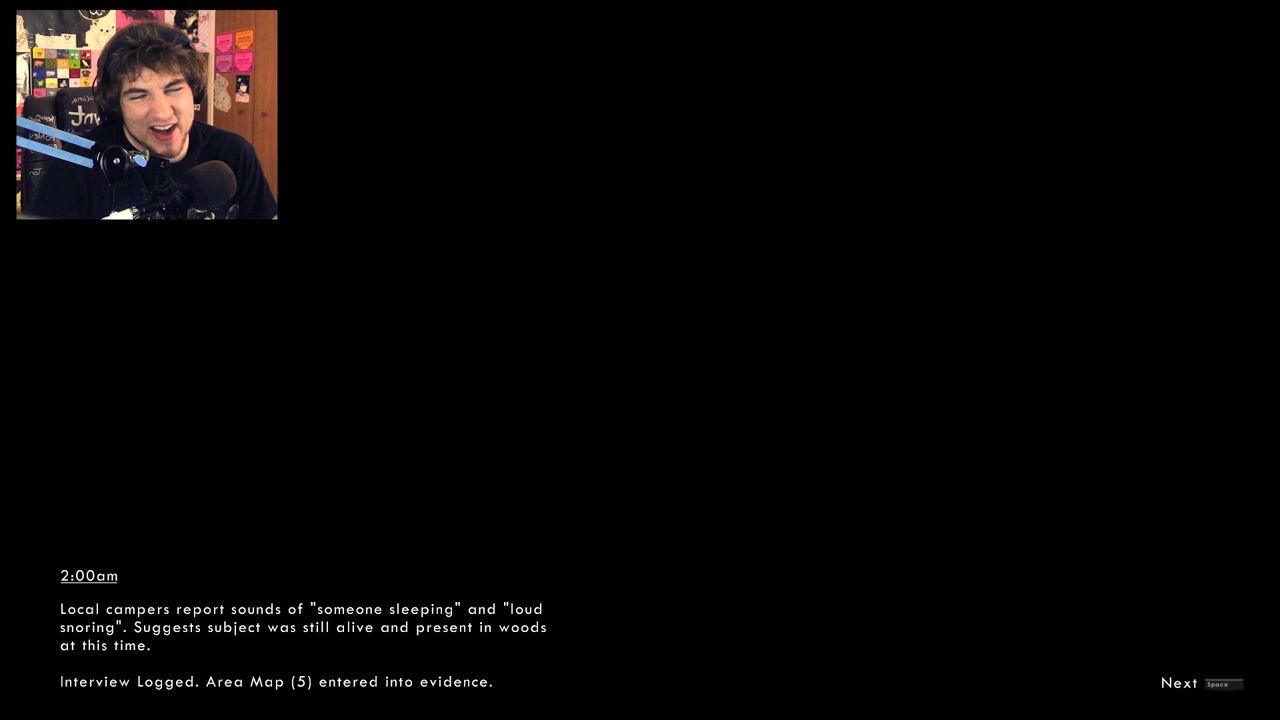 2:00am
Local campers report sounds of "someone sleeping" and "loud
snoring". Suggests subject was still alive and present in woods
at this time.
Interview Logged. Area Map (5) entered into evidence.
Next Space